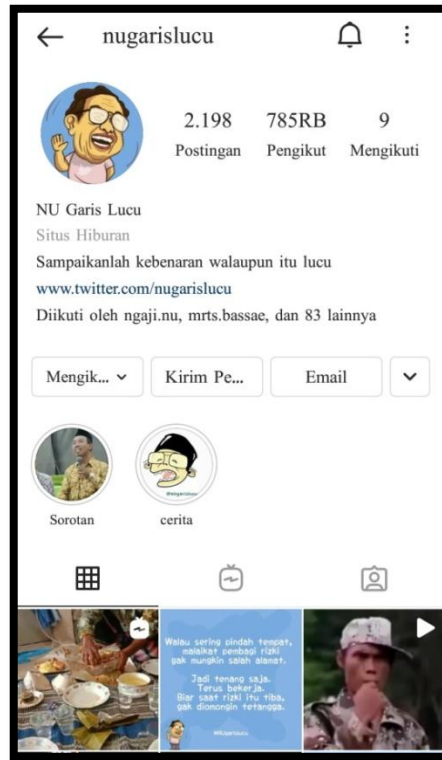 nugarislucu
2.198 785RB 9
Postingan Pengikut Mengikuti
NU Garis Lucu
Situs Hiburan
Sampaikanlah kebenaran walaupun itu lucu
www.twitter.com/nugarislucu
Diikuti oleh ngaji.nu, mrts.bassae, dan 83 lainnya
Mengik... Kirim Pe... Email
Sorotan cerita
Walau sering pindah tempat,
malaikat pembagi rizki
gak mungkin salah alamat.
Jadi tenang saja.
Terus bekerja.
Biar saat rizki itu tiba,
gak diomongin tetangga.